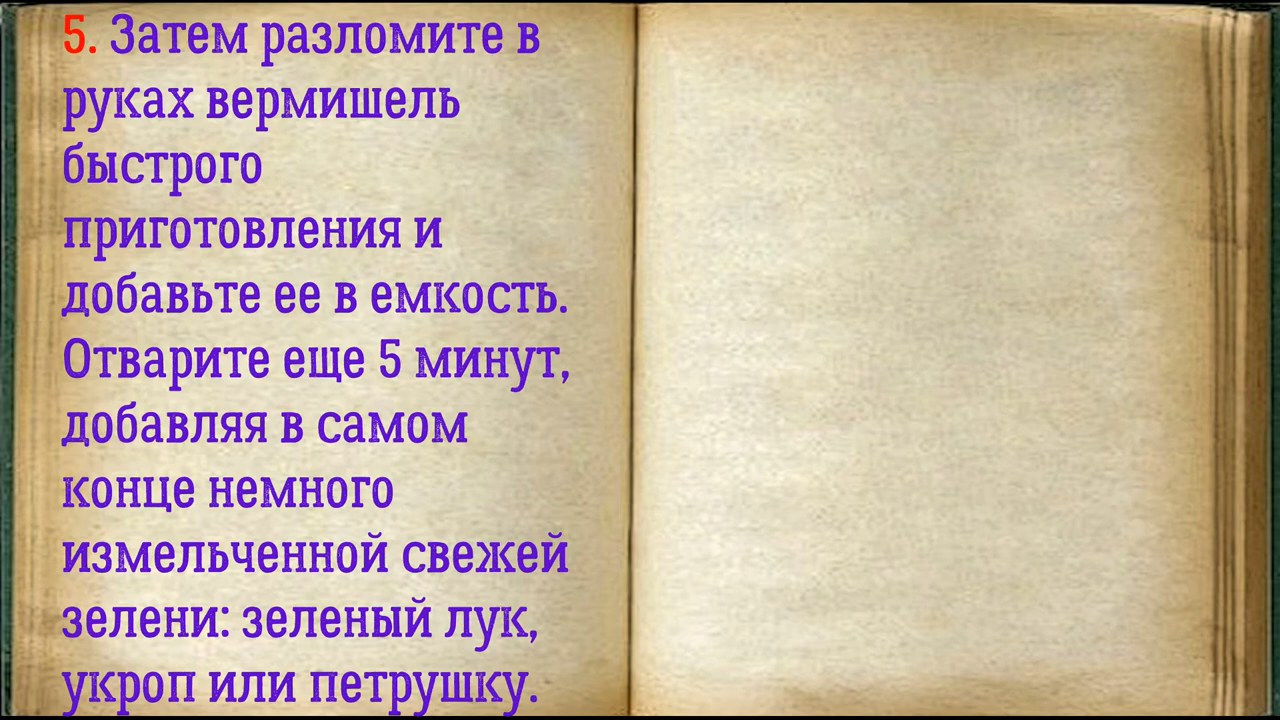 5. Затем разломите в
руках вермишель
быстрого
приготовления и
добавьте ее в емкость.
Отварите еще 5 минут,
добавляя в самом
конце немного
измельченной свежей
зелени: зеленый лук,
укроп или петрушку.